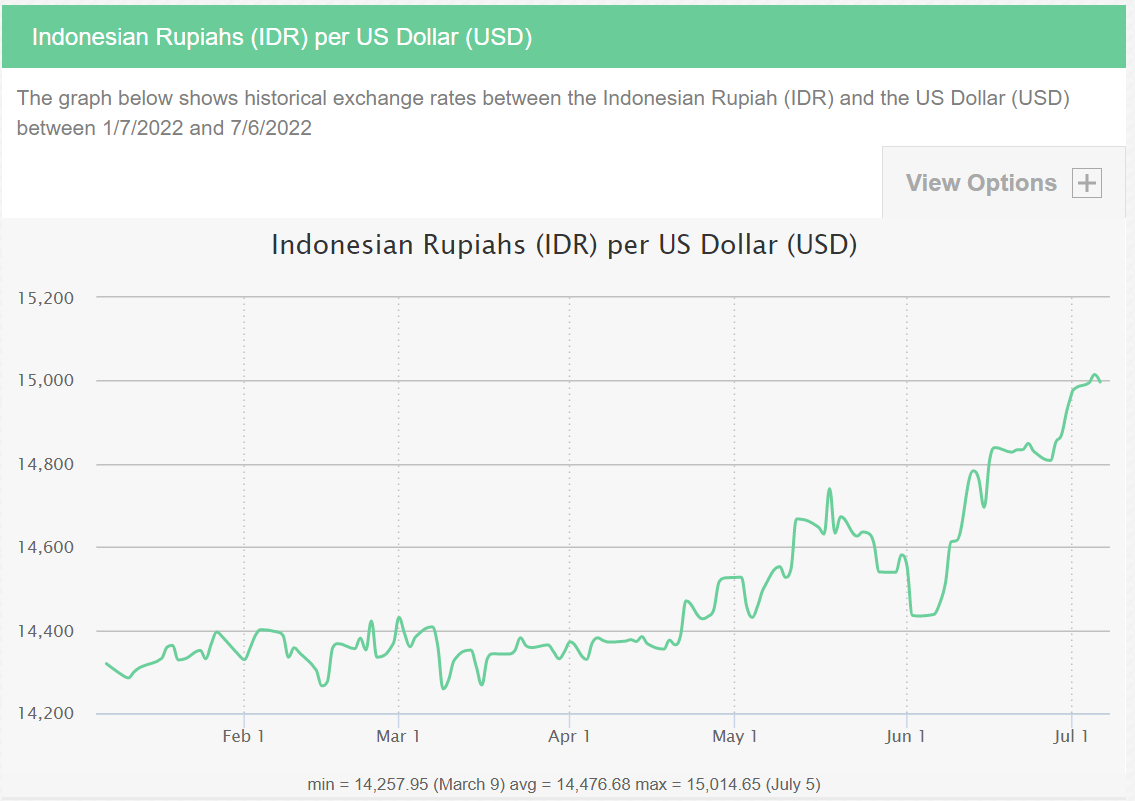 Indonesian Rupiahs (IDR) per US Dollar (USD)
The graph below shows historical exchange rates between the Indonesian Rupiah (IDR) and the US Dollar (USD)
between 1/7/2022 and 7/6/2022
View Options
Indonesian Rupiahs (IDR) per US Dollar (USD)
15,200
15,000
14,800
14,600
14,400
14,200
Feb 1 Mar 1 Apr 1 May 1 Jun 1 Jul 1
min = 14,257.95 (March 9) avg = 14,476.68 max = 15,014.65 (July 5)